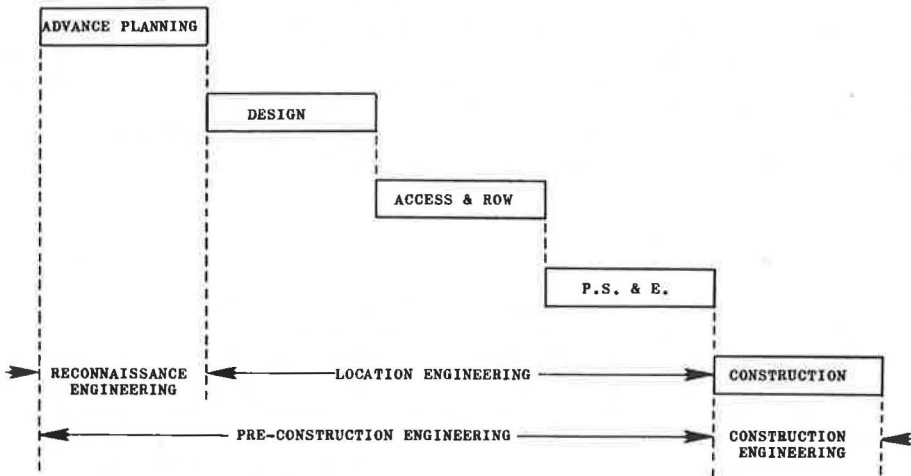 ADVANCE PLANNING
DESIGN
ACCESS & ROW
P.S. & E.
RECONNAISSANCE
ENGINEERING
LOCATION ENGINEERING
CONSTRUCTION
PRE-CONSTRUCTION ENGINEERING
CONSTRUCTION
ENGINEERING